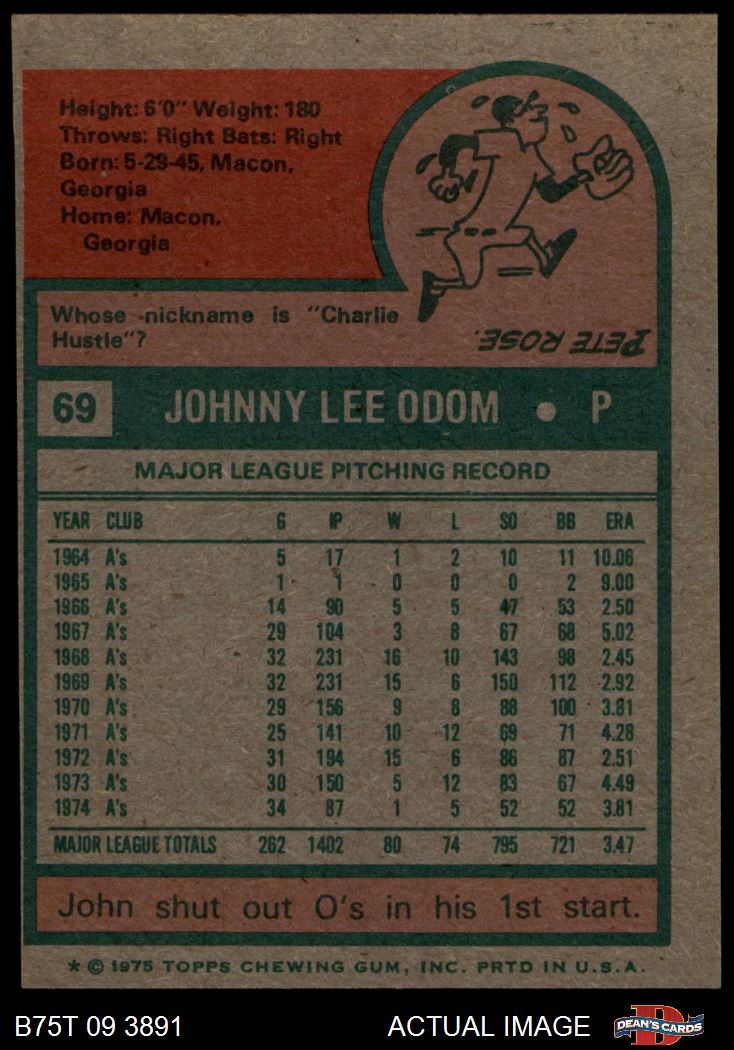 Height: 6'0" Weight: 180
Throws: Right Bats: Right
Born: 5-29-45, Macon,
Georgia
Home: Macon,
Georgia
Whose nickname is "Charlie
Hustle"?
PETE ROSE.
69 JOHNNY LEE ODOM • P
MAJOR LEAGUE PITCHING RECORD
YEAR CLUB G IP W L SO BB ERA
1964 A's 5 17 1 2 10 11 10.06
1965 A's 1 1 0 0 0 2 9.00
1966 A's 14 90 5 5 47 53 2.50
1967 A's 29 104 3 8 67 68 5.02
1968 A's 32 231 16 10 143 98 2.45
1969 A's 32 231 15 6 150 112 2.92
1970 A's 29 156 9 8 88 100 3.81
1971 A's 25 141 10 12 69 71 4.28
1972 A's 31 194 15 6 86 87 2.51
1973 A's 30 150 5 12 83 67 4.49
1974 A's 34 87 1 5 52 52 3.81
MAJOR LEAGUE TOTALS 262 1402 80 74 795 721 3.47
John shut out O's in his 1st start.
* © 1975 TOPPS CHEWING GUM, INC. PRTD IN U.S.A.
B75T 09 3891 ACTUAL IMAGE DEAN'S CARDS